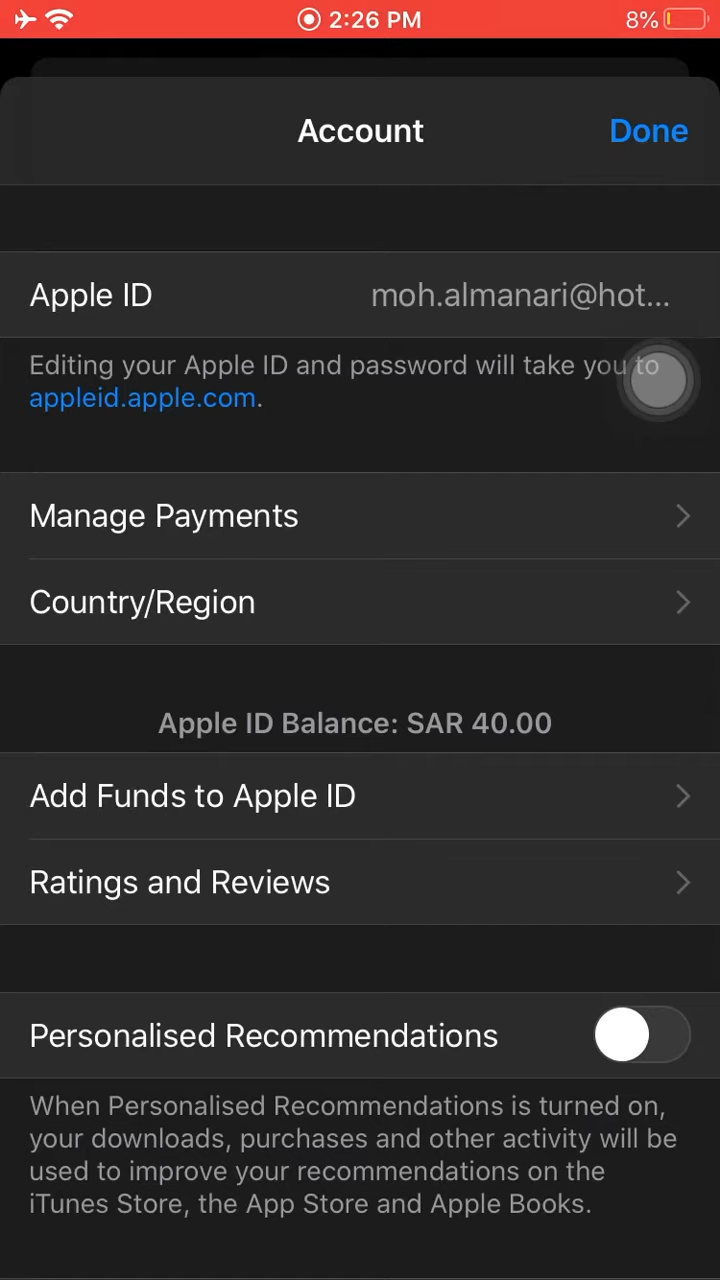 2:26 PM
8%
Account
Done
Apple ID
moh.almanari@hot...
Editing your Apple ID and password will take you to
appleid.apple.com.
Manage Payments
Country/Region
Apple ID Balance: SAR 40.00
Add Funds to Apple ID
Ratings and Reviews
Personalised Recommendations
When Personalised Recommendations is turned on,
your downloads, purchases and other activity will be
used to improve your recommendations on the
iTunes Store, the App Store and Apple Books.